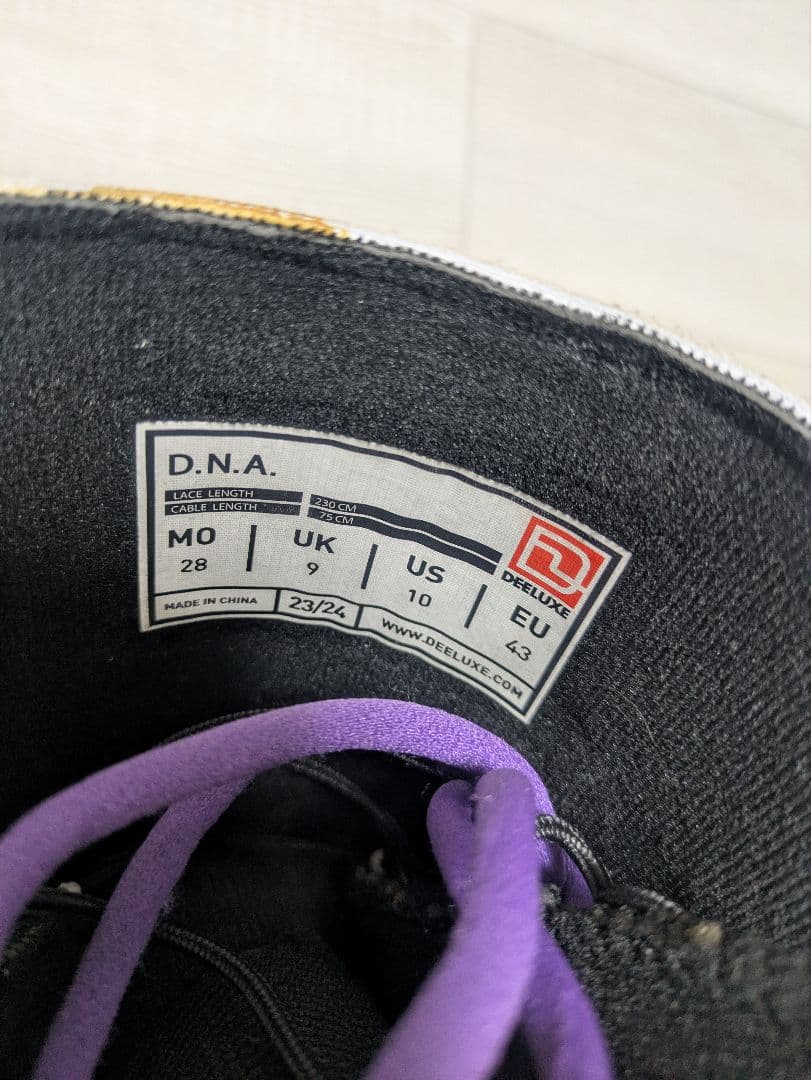 D.N.A.
LACE LENGTH 230 CM
CABLE LENGTH 75 CM
DEELUXE
MO UK US EU
28 9 10 43
MADE IN CHINA 23/24 WWW.DEELUXE.COM